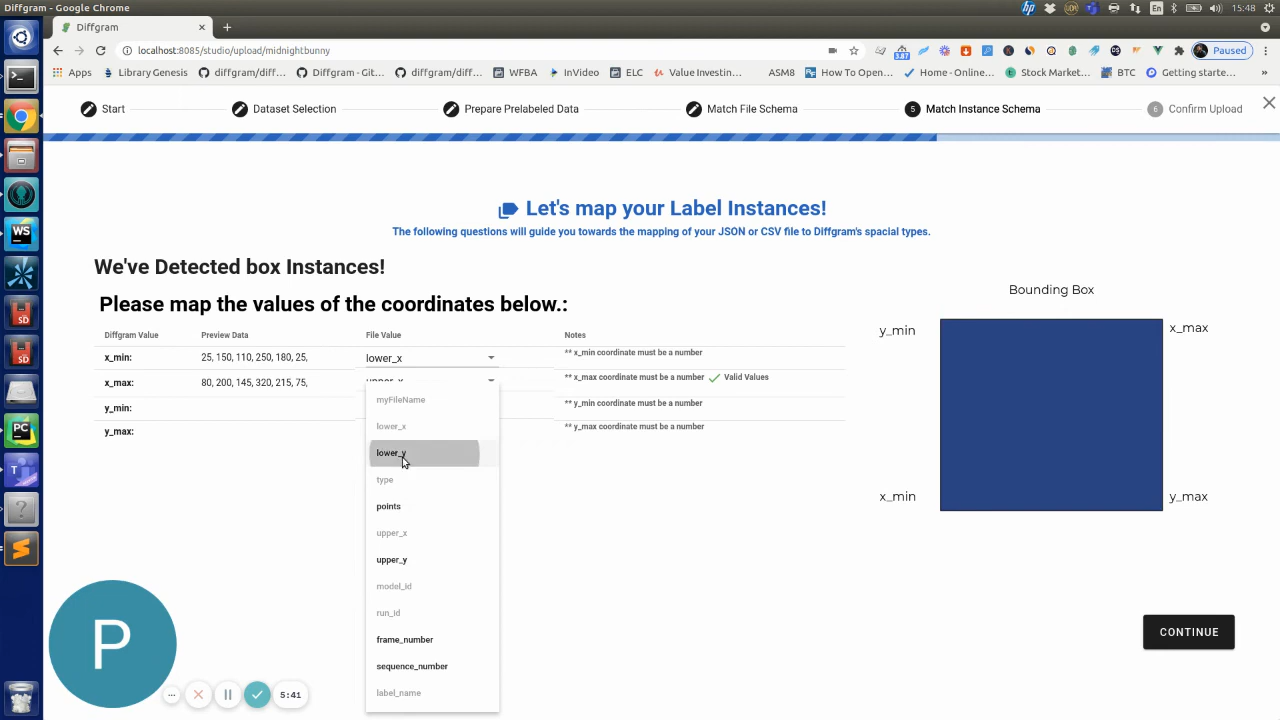 Diffgram - Google Chrome
En
15:48
Diffgram
localhost:8085/studio/upload/midnightbunny
3.87
Paused
Apps
Library Genesis
diffgram/diff...
Diffgram - Git...
diffgram/diff...
WFBA
InVideo
ELC
Value Investin...
ASM8
How To Open...
Home - Online...
Stock Market...
BTC
Getting starte...
»
Start
Dataset Selection
Prepare Prelabeled Data
Match File Schema
5 Match Instance Schema
6 Confirm Upload
Let's map your Label Instances!
The following questions will guide you towards the mapping of your JSON or CSV file to Diffgram's spacial types.
We've Detected box Instances!
Please map the values of the coordinates below.:
Diffgram Value Preview Data File Value Notes
x_min: 25, 150, 110, 250, 180, 25, lower_x ** x_min coordinate must be a number
x_max: 80, 200, 145, 320, 215, 75, upper_x ** x_max coordinate must be a number Valid Values
y_min: ** y_min coordinate must be a number
y_max: ** y_max coordinate must be a number
myFileName
lower_x
lower_y
type
points
upper_x
upper_y
model_id
run_id
frame_number
sequence_number
label_name
Bounding Box
y_min
x_max
x_min
y_max
CONTINUE
P
5:41
WS
SD
SD
PC
T
?
S